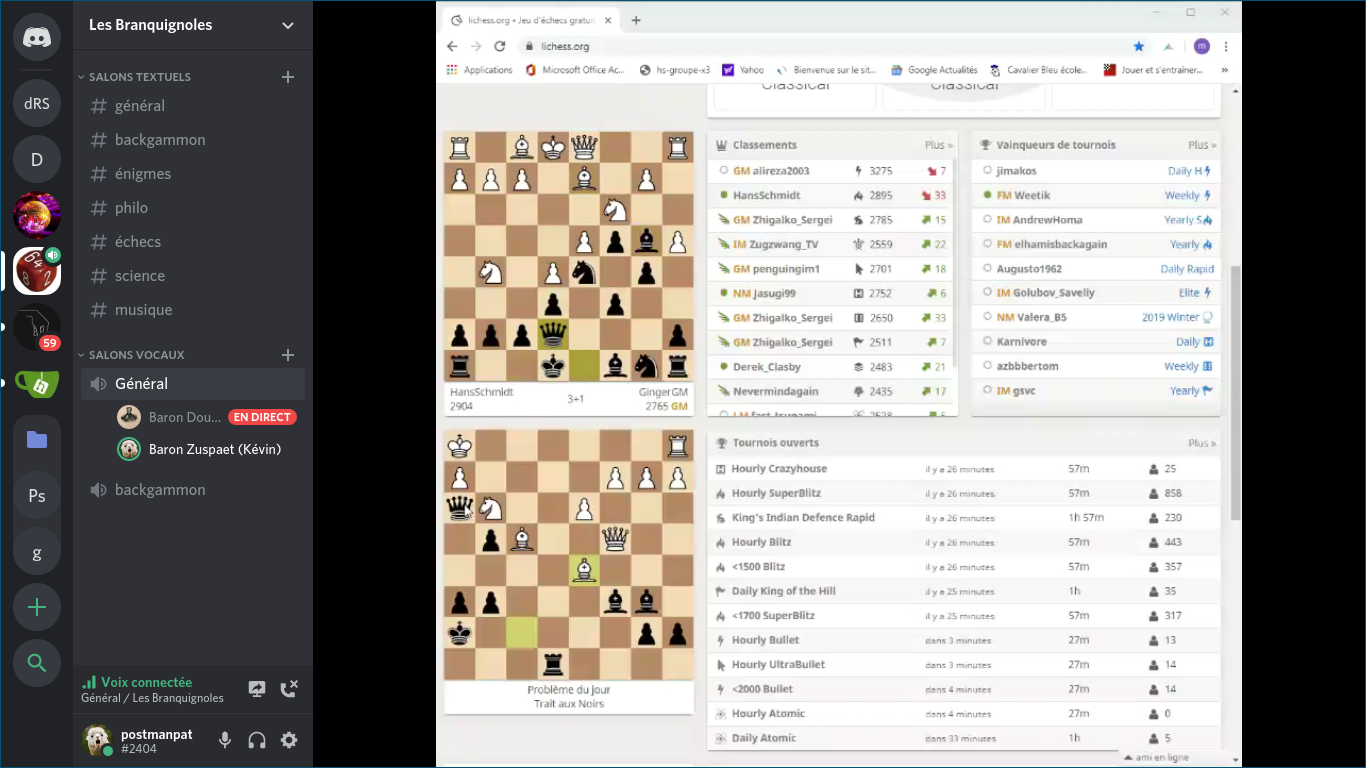 Les Branquignoles
SALONS TEXTUELS
général
backgammon
énigmes
philo
échecs
science
musique
SALONS VOCAUX
Général
Baron Dou... EN DIRECT
Baron Zuspaet (Kévin)
backgammon
Voix connectée
Général / Les Branquignoles
postmanpat
#2404
dRS
D
59
Ps
g
lichess.org • Jeu d'échecs gratuit
lichess.org
m
Applications Microsoft Office Ac... hs-groupe-x3 Yahoo Bienvenue sur le sit... Google Actualités Cavalier Bleu école... Jouer et s'entraîner... »
Classical Classical
HansSchmidt 3+1 GingerGM
2904 2765 GM
Problème du jour
Trait aux Noirs
Classements Plus »
GM alireza2003 3275 7
HansSchmidt 2895 33
GM Zhigalko_Sergei 2785 15
IM Zugzwang_TV 2559 22
GM penguingim1 2701 18
NM Jasugi99 2752 6
GM Zhigalko_Sergei 2650 33
GM Zhigalko_Sergei 2511 7
Derek_Clasby 2483 21
Nevermindagain 2435 17
LM fast-tsunami 2528 6
Vainqueurs de tournois Plus »
jimakos Daily H
FM Weetik Weekly
IM AndrewHoma Yearly S
FM elhamisbackagain Yearly
Augusto1962 Daily Rapid
IM Golubov_Saveliy Elite
NM Valera_B5 2019 Winter
Karnivore Daily
azbbbertom Weekly
IM gsvc Yearly
Tournois ouverts Plus »
Hourly Crazyhouse il y a 26 minutes 57m 25
Hourly SuperBlitz il y a 26 minutes 57m 858
King's Indian Defence Rapid il y a 26 minutes 1h 57m 230
Hourly Blitz il y a 26 minutes 57m 443
<1500 Blitz il y a 26 minutes 57m 357
Daily King of the Hill il y a 25 minutes 1h 35
<1700 SuperBlitz il y a 25 minutes 57m 317
Hourly Bullet dans 3 minutes 27m 13
Hourly UltraBullet dans 3 minutes 27m 14
<2000 Bullet dans 4 minutes 27m 14
Hourly Atomic dans 4 minutes 27m 0
Daily Atomic dans 33 minutes 1h 5
ami en ligne